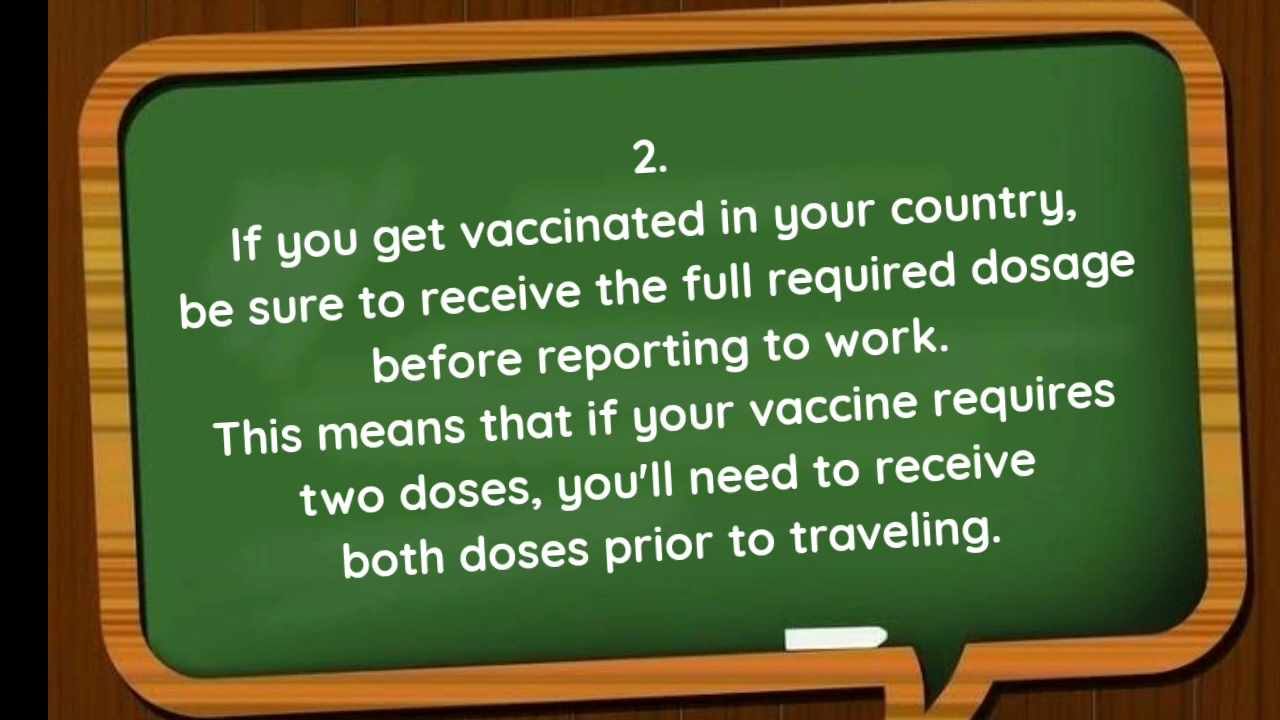 2.
If you get vaccinated in your country,
be sure to receive the full required dosage
before reporting to work.
This means that if your vaccine requires
two doses, you'll need to receive
both doses prior to traveling.